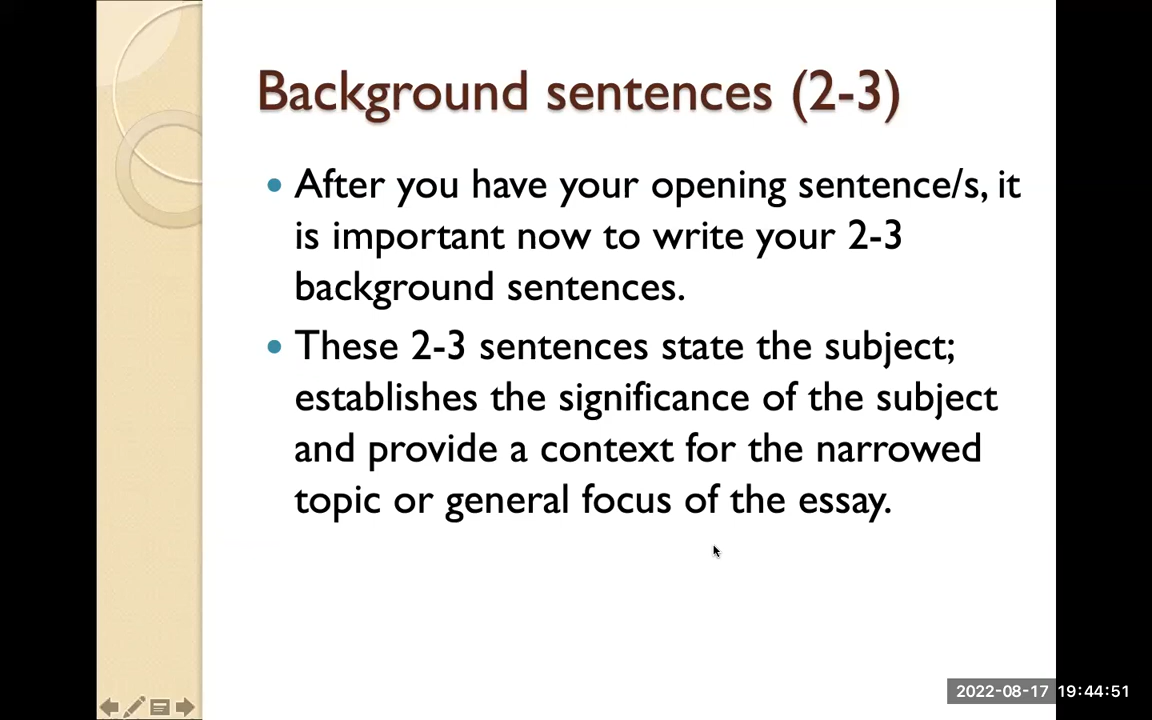 Background sentences (2-3)
• After you have your opening sentence/s, it
is important now to write your 2-3
background sentences.
• These 2-3 sentences state the subject;
establishes the significance of the subject
and provide a context for the narrowed
topic or general focus of the essay.
2022-08-17 19:44:51